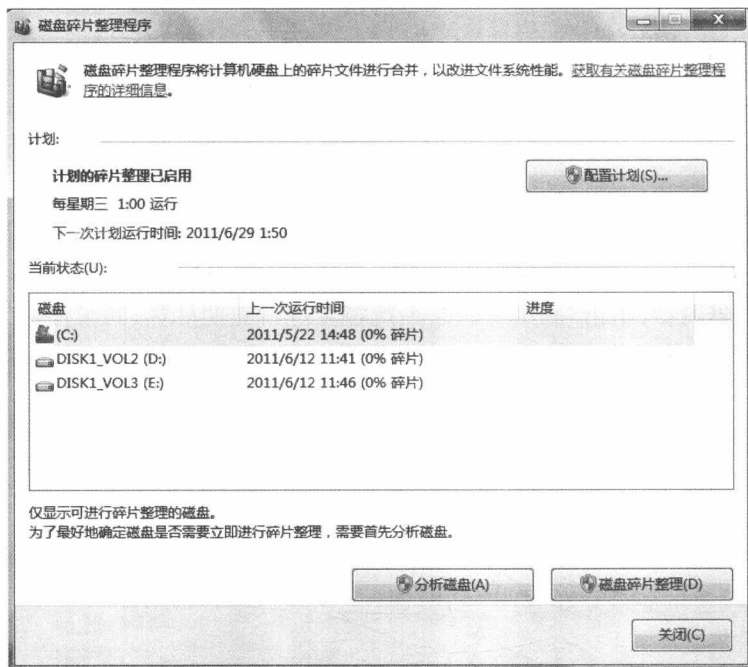 磁盘碎片整理程序
磁盘碎片整理程序将计算机硬盘上的碎片文件进行合并，以改进文件系统性能。获取有关磁盘碎片整理程
序的详细信息。
计划:
计划的碎片整理已启用
配置计划(S)...
每星期三 1:00 运行
下一次计划运行时间: 2011/6/29 1:50
当前状态(U):
磁盘 上一次运行时间 进度
(C:) 2011/5/22 14:48 (0% 碎片)
DISK1_VOL2 (D:) 2011/6/12 11:41 (0% 碎片)
DISK1_VOL3 (E:) 2011/6/12 11:46 (0% 碎片)
仅显示可进行碎片整理的磁盘。
为了最好地确定磁盘是否需要立即进行碎片整理，需要首先分析磁盘。
分析磁盘(A) 磁盘碎片整理(D)
关闭(C)